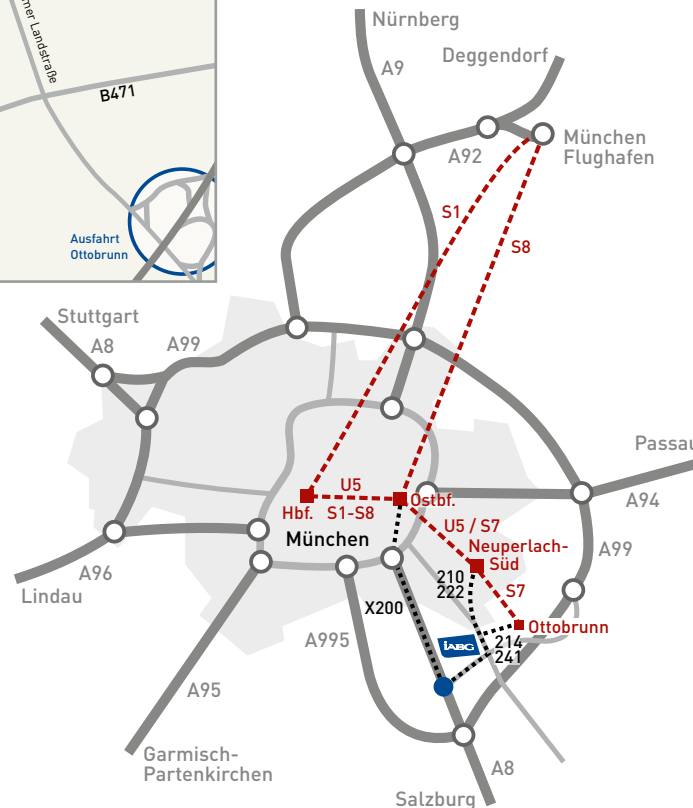 mer Landstraße
B471
Ausfahrt
Ottobrunn
Nürnberg
A9
Deggendorf
München
Flughafen
A92
S1
S8
Stuttgart
A8
A99
Passau
A94
U5
Hbf.
S1-S8
Ostbf.
München
U5 / S7
Neuperlach-
Süd
A99
S7
210
222
X200
Ottobrunn
iABG
214
241
A96
Lindau
A995
A95
Garmisch-
Partenkirchen
A8
Salzburg